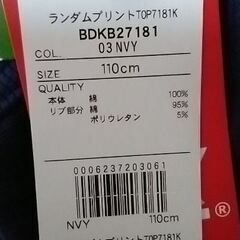 ランダムプリントTOP7181K
BDKB27181
COL. 03 NVY
SIZE 110cm
QUALITY
本体 綿 100%
リブ部分 綿 95%
ポリウレタン 5%
0006237203061
NVY 110cm
ランダムプリントTOP7181K